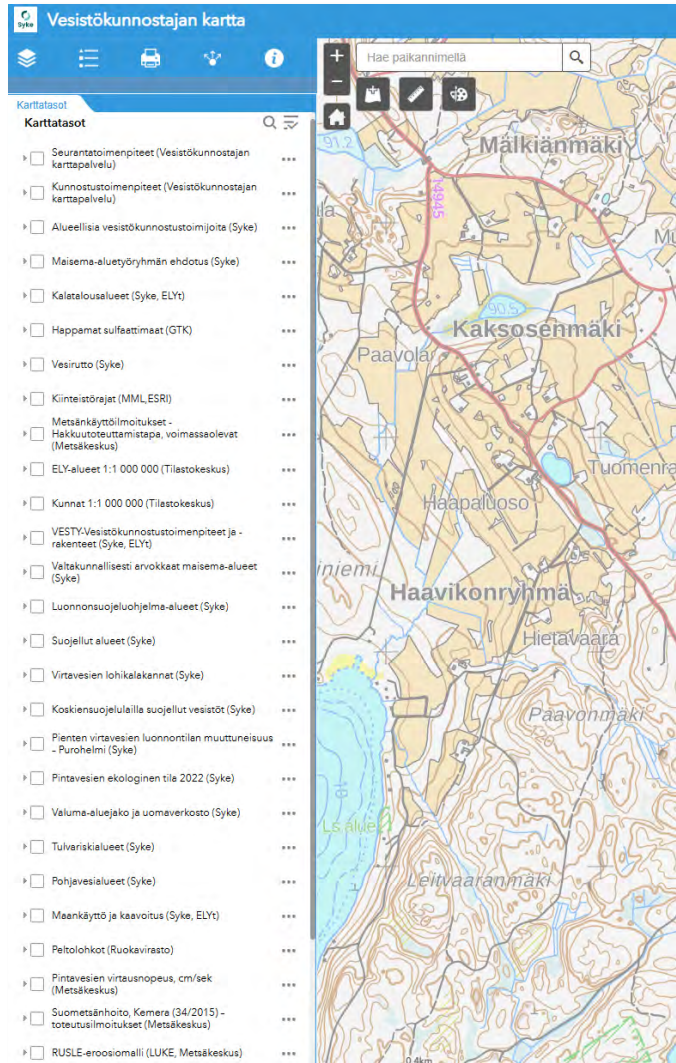 Syke
Vesistökunnostajan kartta
Karttatasot
Karttatasot
Seurantatoimenpiteet (Vesistökunnostajan
karttapalvelu)
Kunnostustoimenpiteet (Vesistökunnostajan
karttapalvelu)
Alueellisia vesistökunnostustoimijoita (Syke)
Maisema-aluetyöryhmän ehdotus (Syke)
Kalatalousalueet (Syke, ELYt)
Happamat sulfaattimaat (GTK)
Vesirutto (Syke)
Kiinteistörajat (MML,ESRI)
Metsänkäyttöilmoitukset -
Hakkuutoteuttamistapa, voimassaolevat
(Metsäkeskus)
ELY-alueet 1:1 000 000 (Tilastokeskus)
Kunnat 1:1 000 000 (Tilastokeskus)
VESTY-Vesistökunnostustoimenpiteet ja -
rakenteet (Syke, ELYt)
Valtakunnallisesti arvokkaat maisema-alueet
(Syke)
Luonnonsuojeluohjelma-alueet (Syke)
Suojellut alueet (Syke)
Virtavesien lohikalakannat (Syke)
Koskiensuojelulailla suojellut vesistöt (Syke)
Pienten virtavesien luonnontilan muuttuneisuus
- Purohelmi (Syke)
Pintavesien ekologinen tila 2022 (Syke)
Valuma-aluejako ja uomaverkosto (Syke)
Tulvariskialueet (Syke)
Pohjavesialueet (Syke)
Maankäyttö ja kaavoitus (Syke, ELYt)
Peltolohkot (Ruokavirasto)
Pintavesien virtausnopeus, cm/sek
(Metsäkeskus)
Suometsänhoito, Kemera (34/2015) –
toteutusilmoitukset (Metsäkeskus)
RUSLE-eroosiomalli (LUKE, Metsäkeskus)
Hae paikannimellä
91.2
Mälkiänmäki
14945
ala
Mu
90.5
Kaksosenmäki
Paavola
Tuomenra
Haapaluoso
iniemi
Haavikonryhmä
Hietavaara
Paavonmäki
10
Ls.alue
Leitvaaranmäki
0.4km